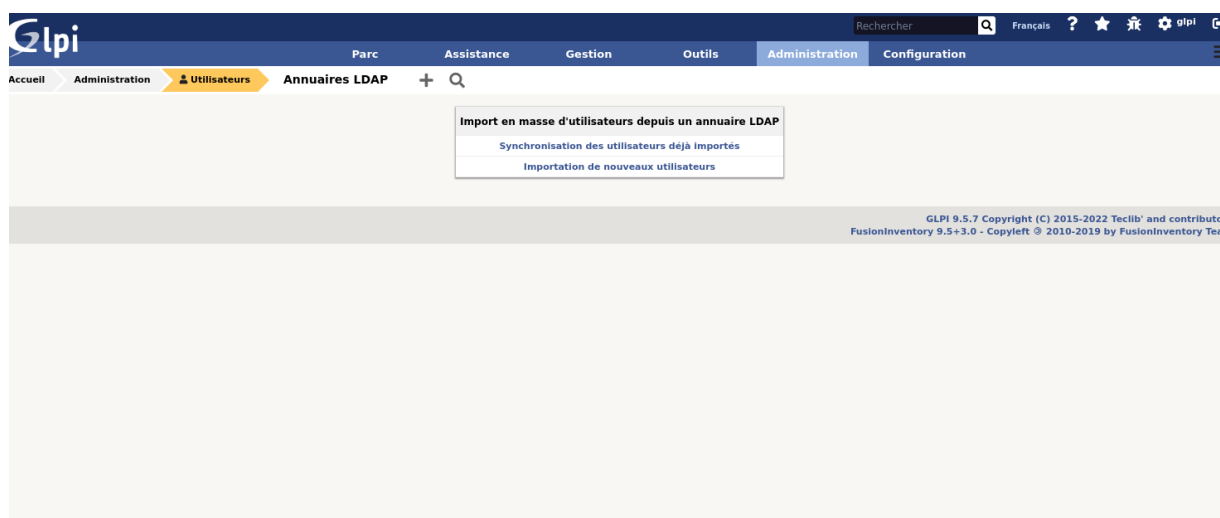 Glpi
Rechercher Français ? glpi
Parc Assistance Gestion Outils Administration Configuration
Accueil Administration Utilisateurs Annuaires LDAP +
Import en masse d'utilisateurs depuis un annuaire LDAP
Synchronisation des utilisateurs déjà importés
Importation de nouveaux utilisateurs
GLPI 9.5.7 Copyright (C) 2015-2022 Teclib' and
FusionInventory 9.5+3.0 - Copyleft 🄯 2010-2019 by FusionInventory